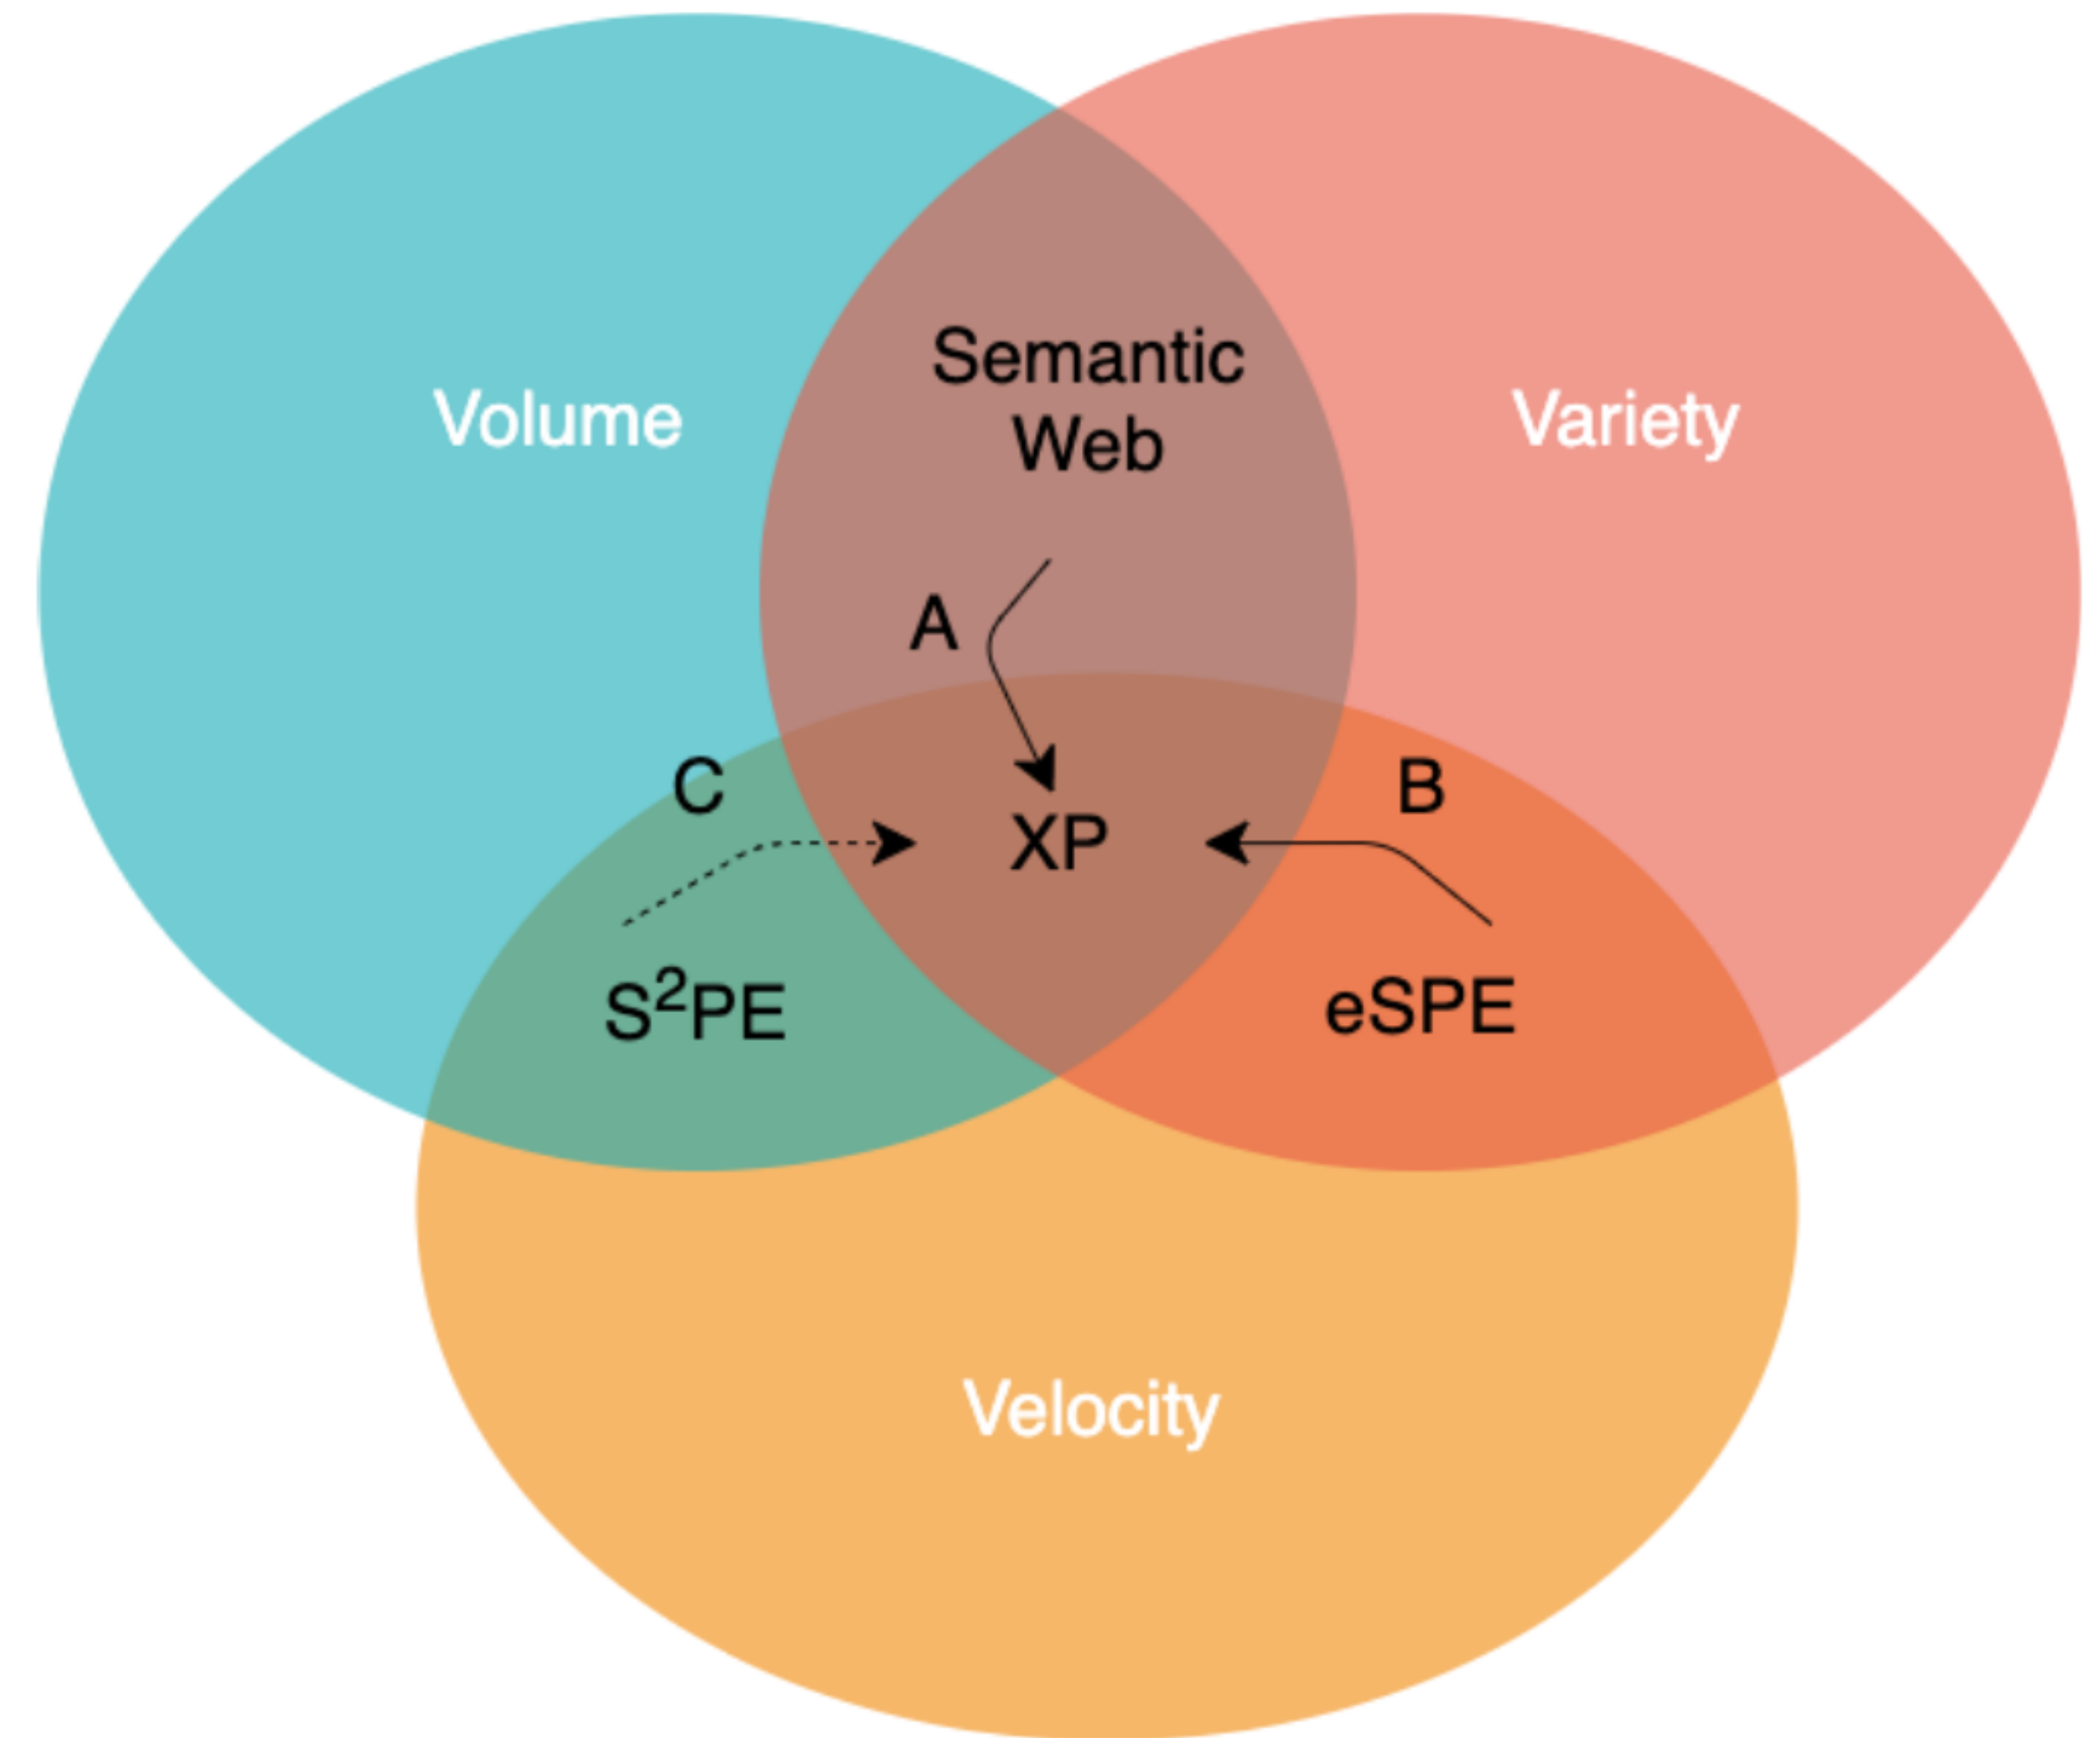 Semantic
Web
Volume
Variety
A
C
B
XP
S²PE
eSPE
Velocity